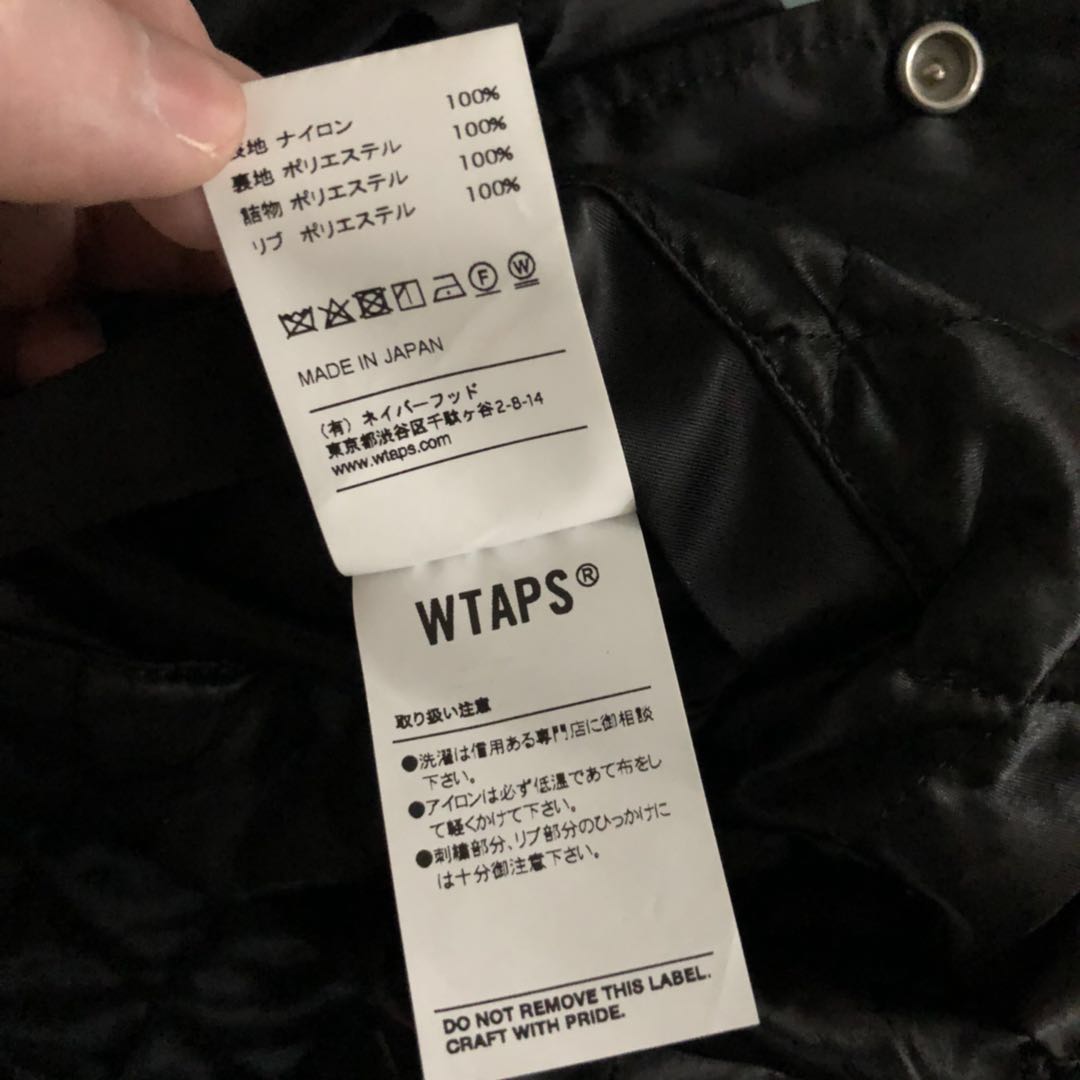 地 ナイロン 100%
裏地 ポリエステル 100%
詰物 ポリエステル 100%
リブ ポリエステル 100%
F W
MADE IN JAPAN
(有) ネイバーフッド
東京都渋谷区千駄ヶ谷2-8-14
www.wtaps.com
WTAPS®
取り扱い注意
●洗濯は信用ある専門店に御相談
下さい。
●アイロンは必ず低温であて布をし
て軽くかけて下さい。
●刺繍部分、リブ部分のひっかけに
は十分御注意下さい。
DO NOT REMOVE THIS LABEL.
CRAFT WITH PRIDE.